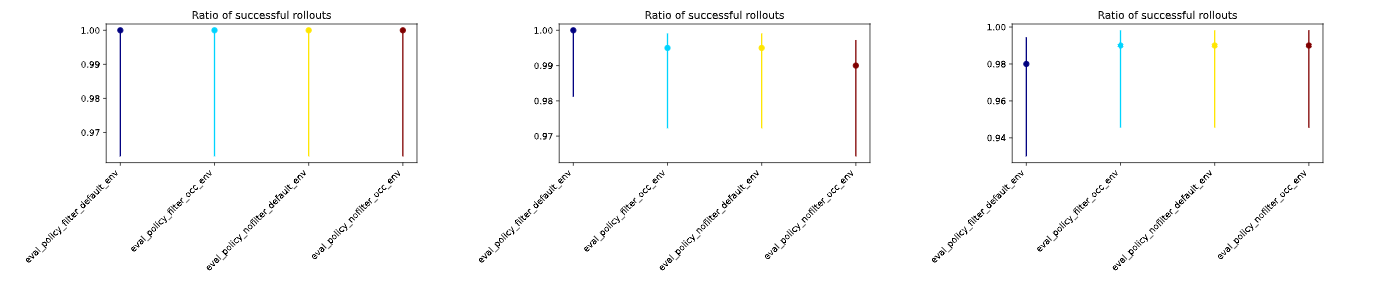 Ratio of successful rollouts
1.00
0.99
0.98
0.97
eval_policy_filter_default_env
eval_policy_filter_occ_env
eval_policy_nofilter_default_env
eval_policy_nofilter_occ_env
Ratio of successful rollouts
1.00
0.99
0.98
0.97
eval_policy_filter_default_env
eval_policy_filter_occ_env
eval_policy_nofilter_default_env
eval_policy_nofilter_occ_env
Ratio of successful rollouts
1.00
0.98
0.96
0.94
eval_policy_filter_default_env
eval_policy_filter_occ_env
eval_policy_nofilter_default_env
eval_policy_nofilter_occ_env